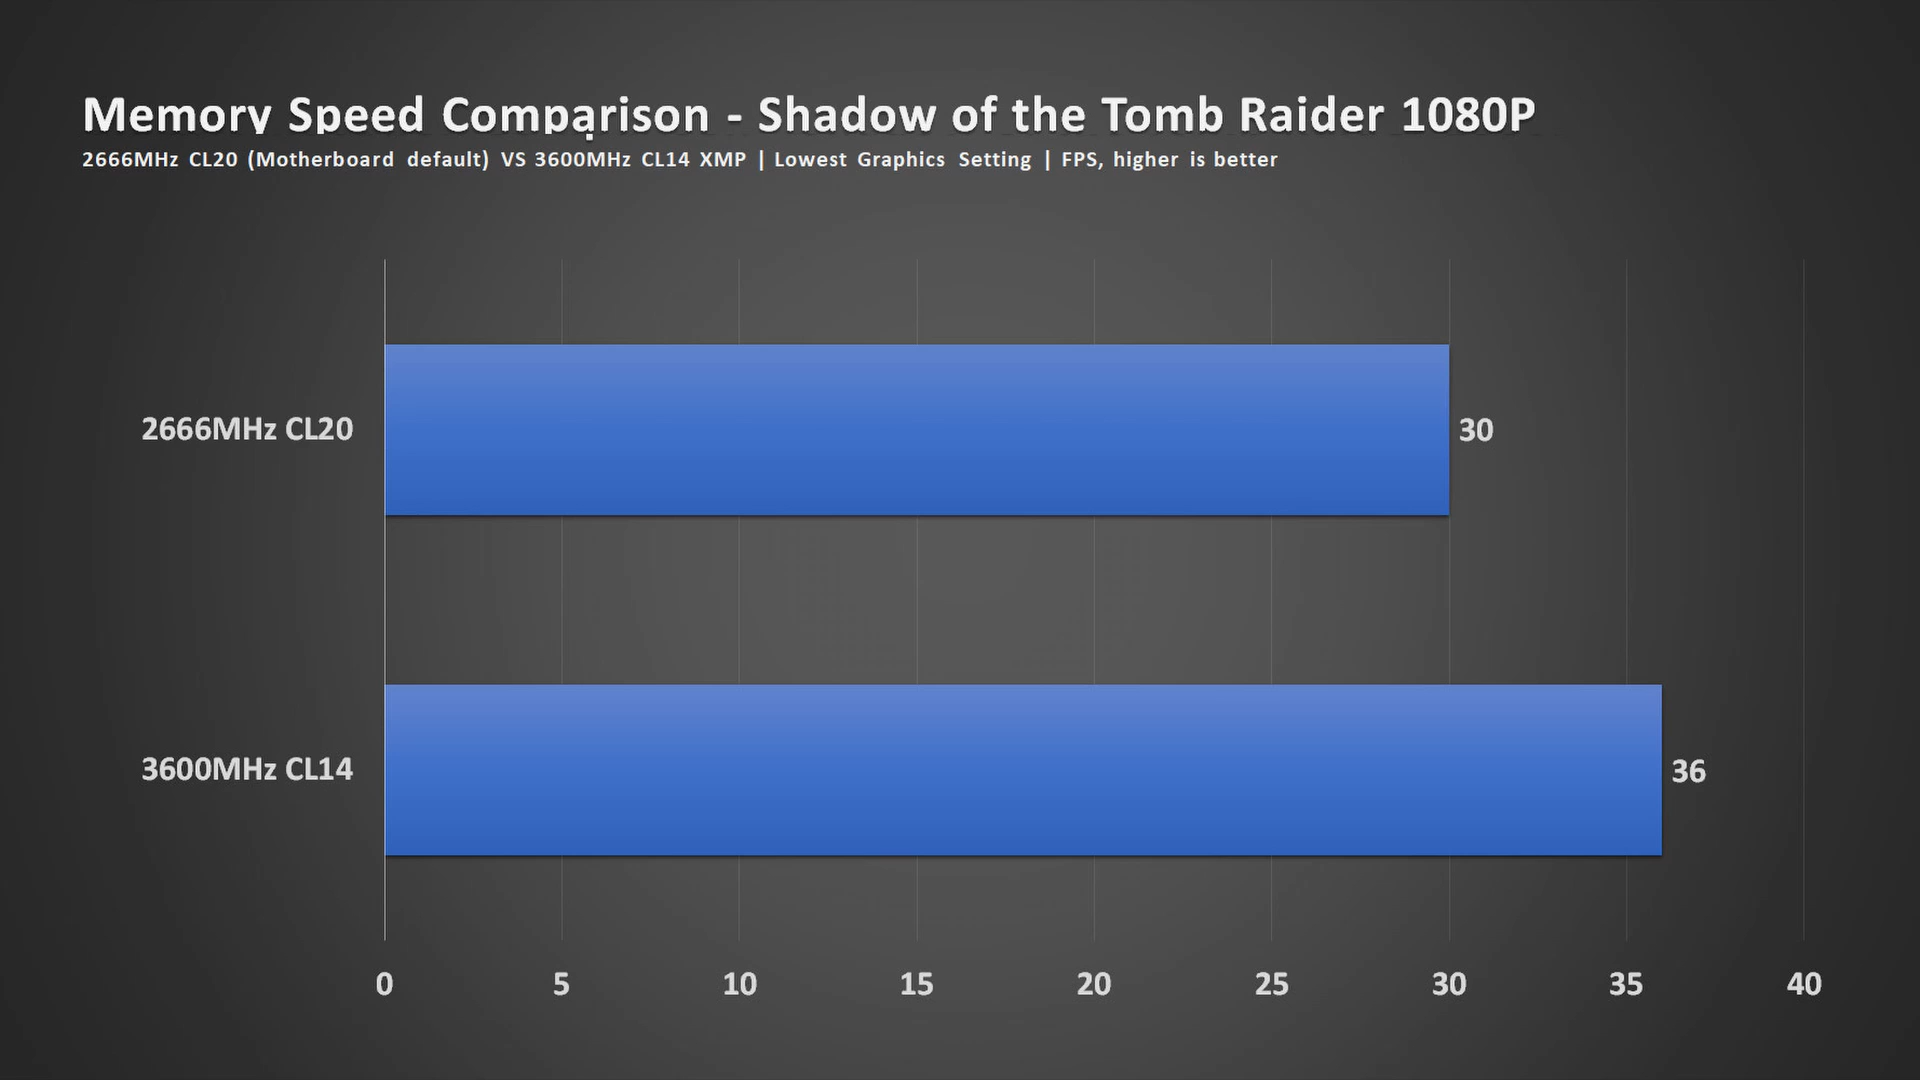 Memory Speed Comparison - Shadow of the Tomb Raider 1080P
2666MHz CL20 (Motherboard default) VS 3600MHz CL14 XMP | Lowest Graphics Setting | FPS, higher is better
2666MHz CL20
30
3600MHz CL14
36
0 5 10 15 20 25 30 35 40